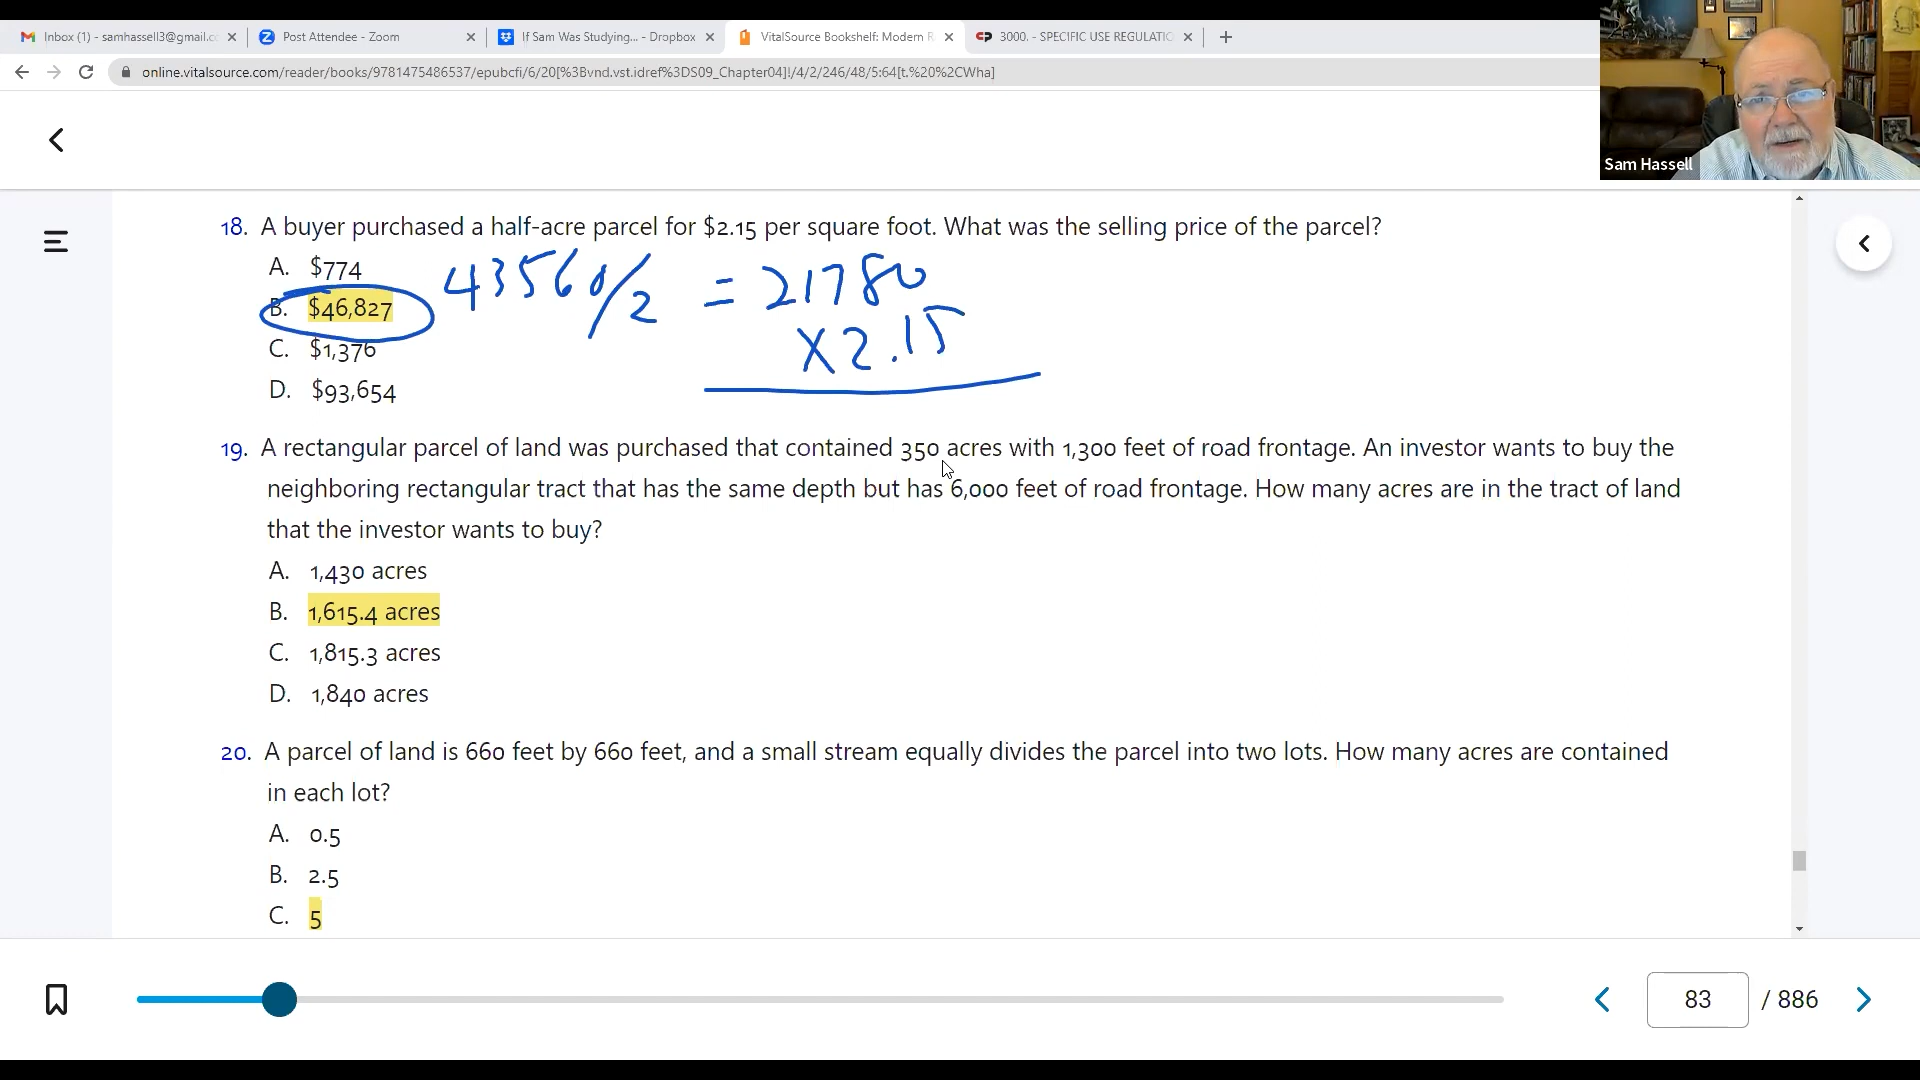 Inbox (1) - samhassell3@gmail.cc
Post Attendee - Zoom
If Sam Was Studying... - Dropbox
VitalSource Bookshelf: Modern R
3000. - SPECIFIC USE REGULATIC
online.vitalsource.com/reader/books/9781475486537/epubcfi/6/20[%3Bvnd.vst.idref%3DS09_Chapter04]!/4/2/246/48/5:64[t.%20%2CWha]
Sam Hassell
18. A buyer purchased a half-acre parcel for $2.15 per square foot. What was the selling price of the parcel?
A. $774
43560/2 = 21780
B. $46,827
X 2.15
C. $1,376
D. $93,654
19. A rectangular parcel of land was purchased that contained 350 acres with 1,300 feet of road frontage. An investor wants to buy the
neighboring rectangular tract that has the same depth but has 6,000 feet of road frontage. How many acres are in the tract of land
that the investor wants to buy?
A. 1,430 acres
B. 1,615.4 acres
C. 1,815.3 acres
D. 1,840 acres
20. A parcel of land is 660 feet by 660 feet, and a small stream equally divides the parcel into two lots. How many acres are contained
in each lot?
A. 0.5
B. 2.5
C. 5
83 / 886